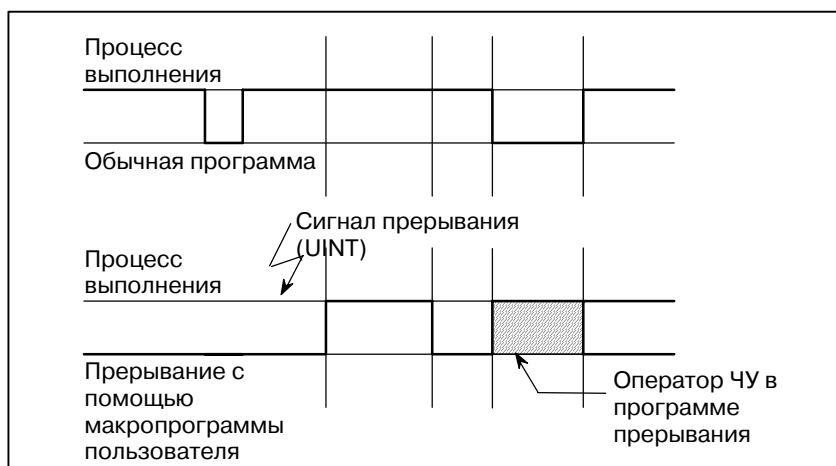 Процесс
выполнения
Обычная программа
Сигнал прерывания
(UINT)
Процесс
выполнения
Прерывание с
помощью
макропрограммы
пользователя
Оператор ЧУ в
программе
прерывания